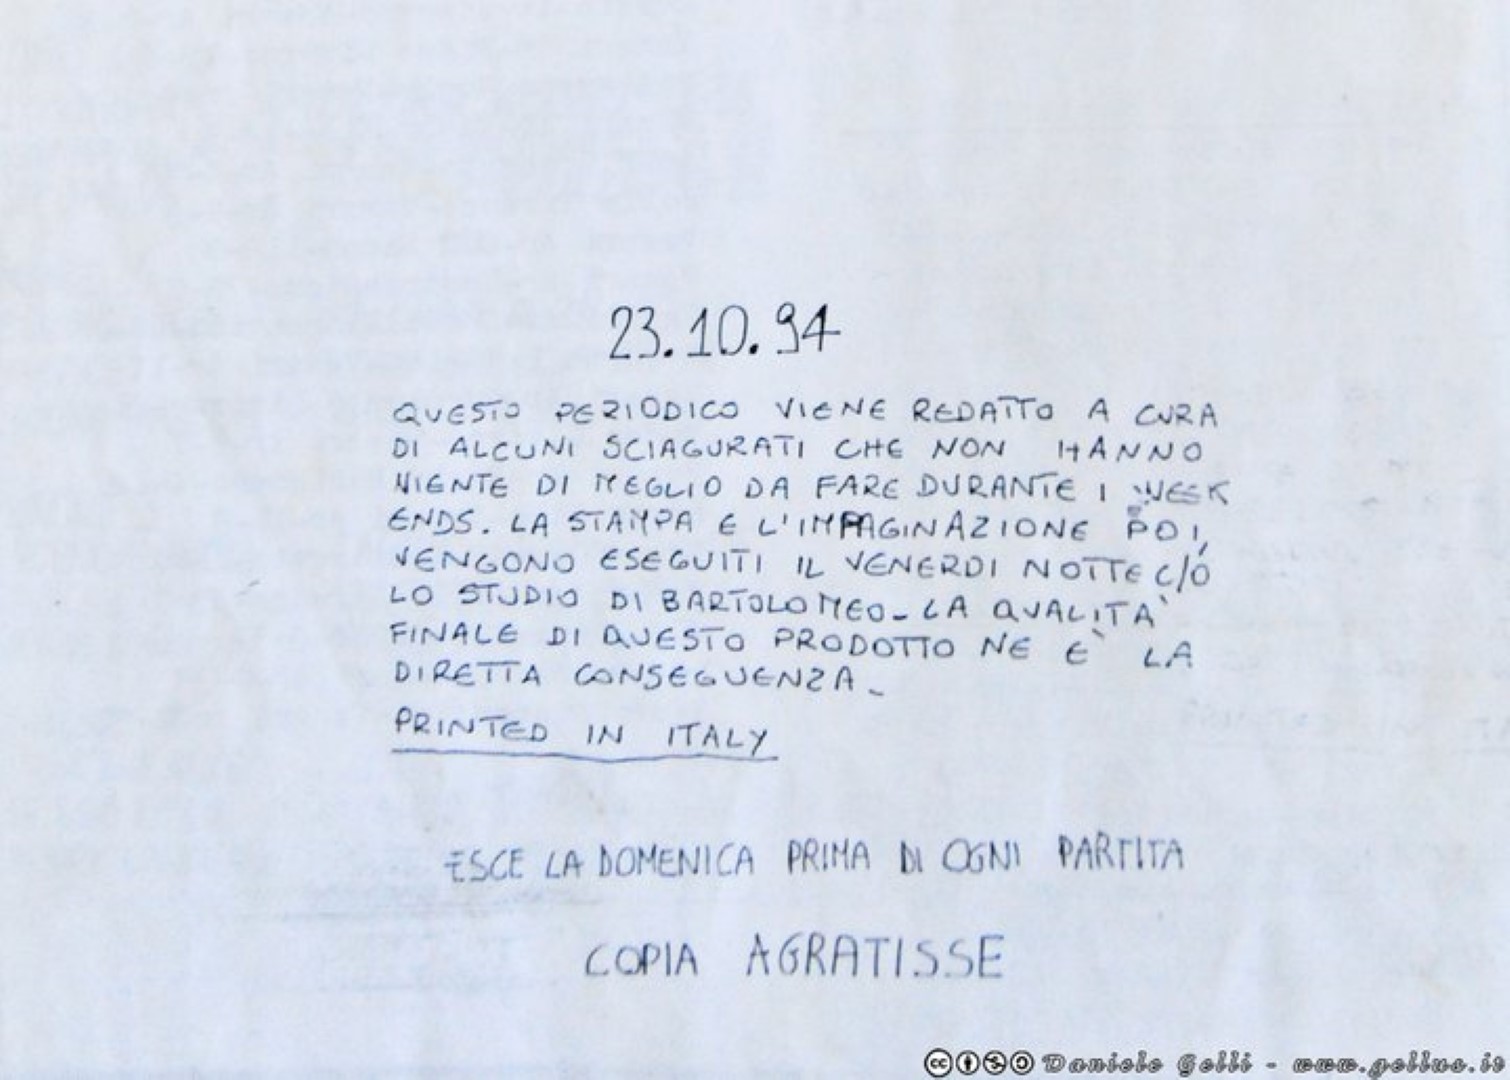 23.10.94
QUESTO PERIODICO VIENE REDATTO A CURA
DI ALCUNI SCIAGURATI CHE NON HANNO
NIENTE DI MEGLIO DA FARE DURANTE I WEEK
ENDS. LA STAMPA E L'IMPAGINAZIONE POI,
VENGONO ESEGUITI IL VENERDI NOTTE C/O
LO STUDIO DI BARTOLOMEO_ LA QUALITA'
FINALE DI QUESTO PRODOTTO NE E' LA
DIRETTA CONSEGUENZA_
PRINTED IN ITALY
ESCE LA DOMENICA PRIMA DI OGNI PARTITA
COPIA AGRATISSE
Daniele Gelli - www.gellus.it